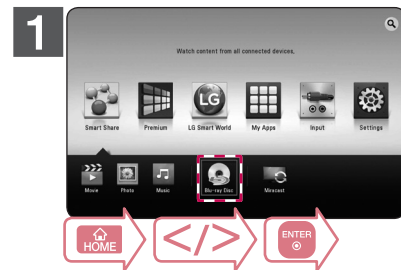 1
Watch content from all connected devices.
LG
Smart Share Premium LG Smart World My Apps Input Settings
Movie Photo Music Blu-ray Disc Miracast
HOME < / > ENTER